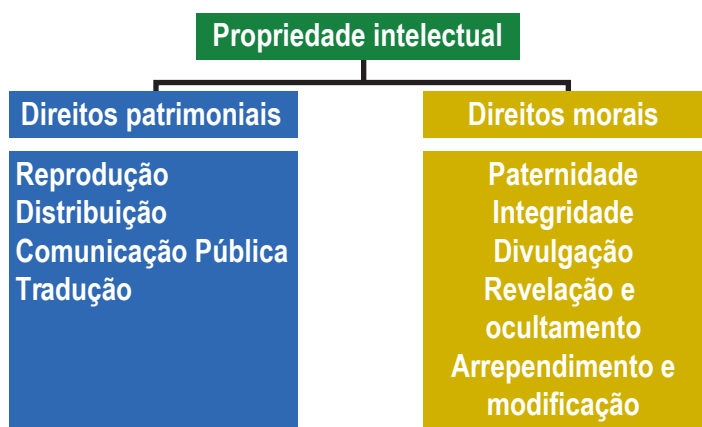 Propriedade intelectual
Direitos patrimoniais
Reprodução
Distribuição
Comunicação Pública
Tradução
Direitos morais
Paternidade
Integridade
Divulgação
Revelação e
ocultamento
Arrependimento e
modificação